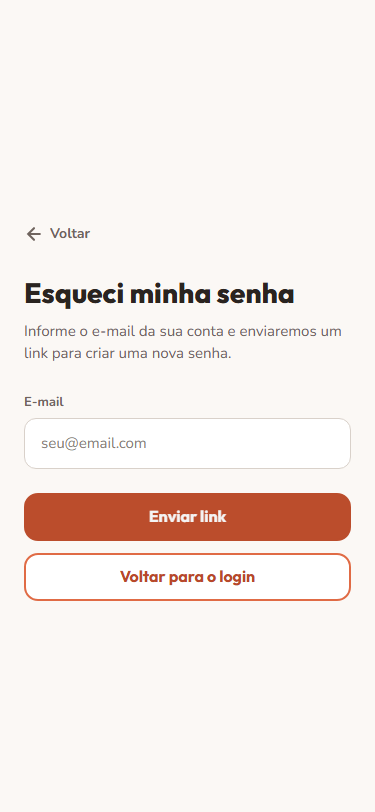 Voltar
Esqueci minha senha
Informe o e-mail da sua conta e enviaremos um
link para criar uma nova senha.
E-mail
seu@email.com
Enviar link
Voltar para o login